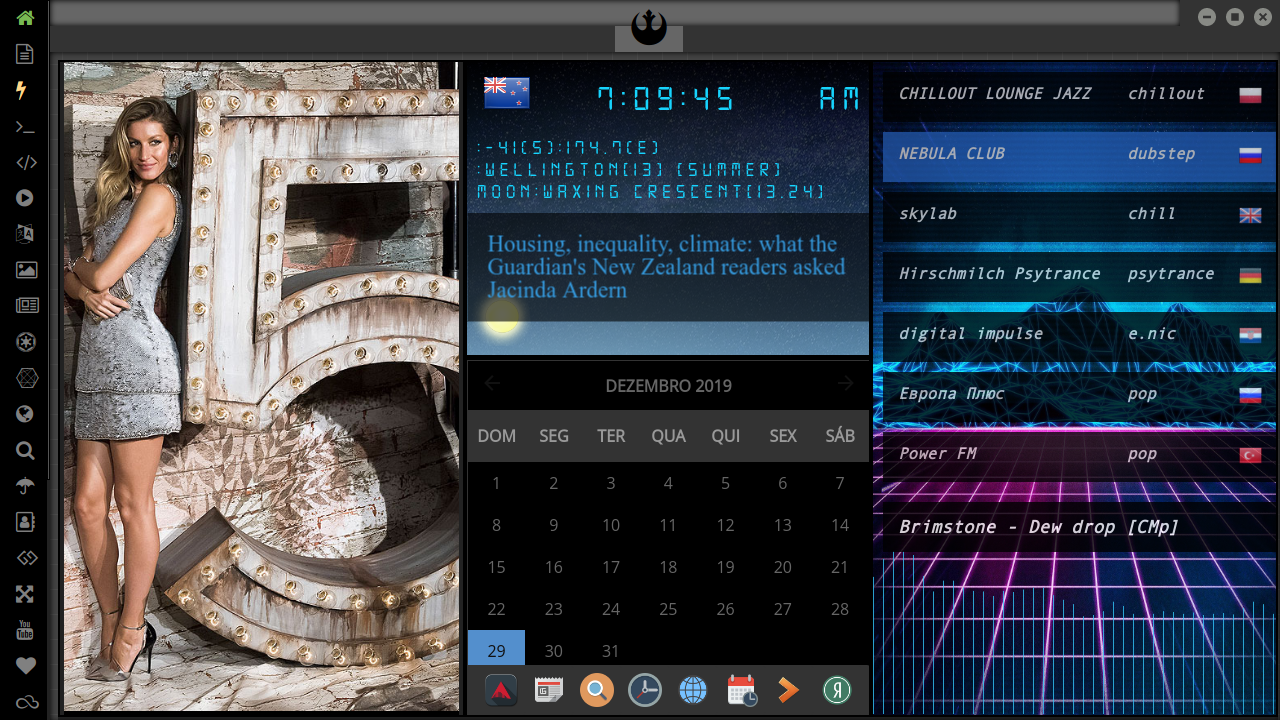 7:09:45 AM
:-41(S):174.7(E)
:WELLINGTON(13) (SUMMER)
MOON:WAXING CRESCENT(13.24)
Housing, inequality, climate: what the
Guardian's New Zealand readers asked
Jacinda Ardern
DEZEMBRO 2019
DOM SEG TER QUA QUI SEX SÁB
1 2 3 4 5 6 7
8 9 10 11 12 13 14
15 16 17 18 19 20 21
22 23 24 25 26 27 28
29 30 31
CHILLOUT LOUNGE JAZZ chillout
NEBULA CLUB dubstep
skylab chill
Hirschmilch Psytrance psytrance
digital impulse e.nic
Европа Плюс pop
Power FM pop
Brimstone - Dew drop [CMp]
You
Tube
Я